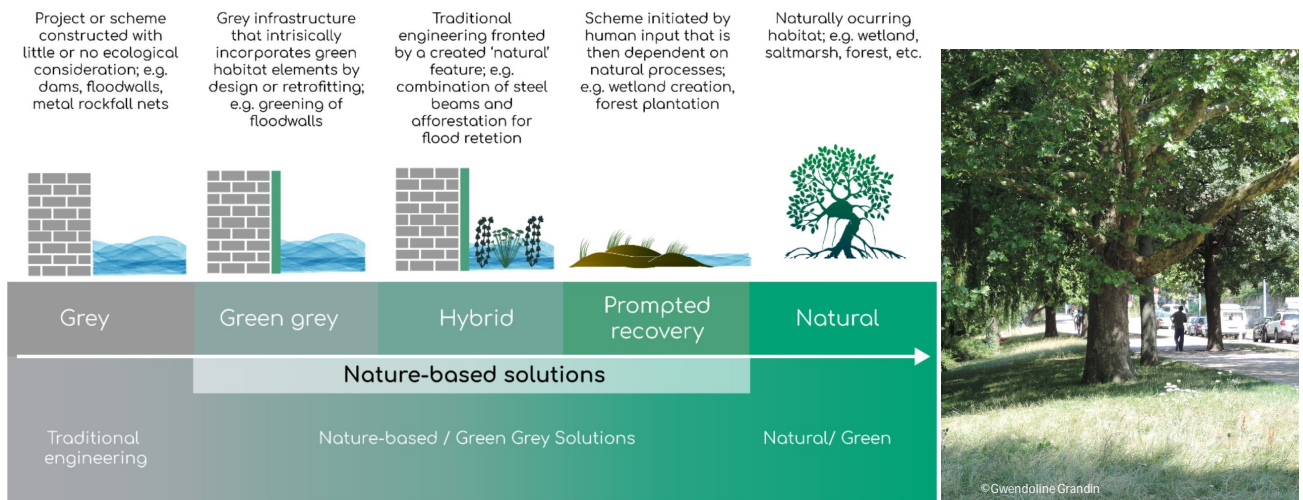 Project or scheme
constructed with
little or no ecological
consideration; e.g.
dams, floodwalls,
metal rockfall nets
Grey infrastructure
that intrisically
incorporates green
habitat elements by
design or retrofitting;
e.g. greening of
floodwalls
Traditional
engineering fronted
by a created ‘natural’
feature; e.g.
combination of steel
beams and
afforestation for
flood retetion
Scheme initiated by
human input that is
then dependent on
natural processes;
e.g. wetland creation,
forest plantation
Naturally ocurring
habitat; e.g. wetland,
saltmarsh, forest, etc.
Grey
Green grey
Hybrid
Prompted
recovery
Natural
Nature-based solutions
Traditional
engineering
Nature-based / Green Grey Solutions
Natural/ Green
©Gwendoline Grandin